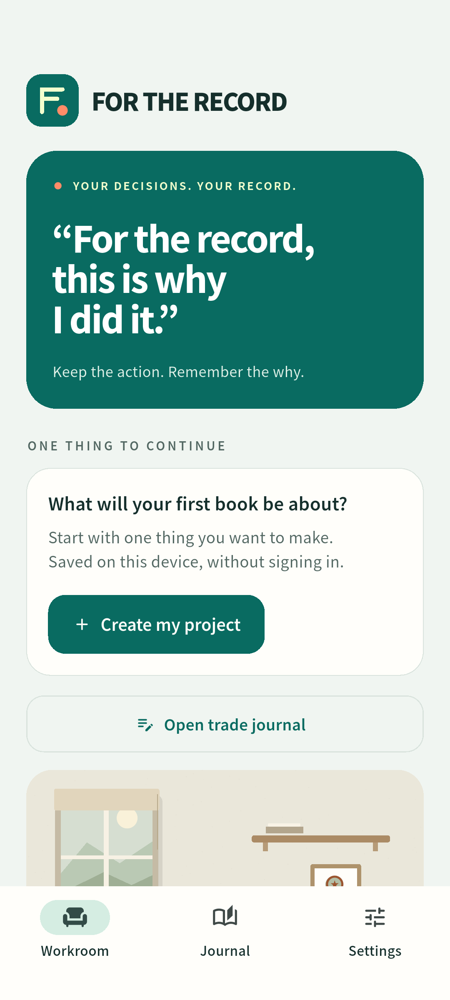 F.
FOR THE RECORD
YOUR DECISIONS. YOUR RECORD.
“For the record,
this is why
I did it.”
Keep the action. Remember the why.
ONE THING TO CONTINUE
What will your first book be about?
Start with one thing you want to make.
Saved on this device, without signing in.
+ Create my project
Open trade journal
Workroom
Journal
Settings